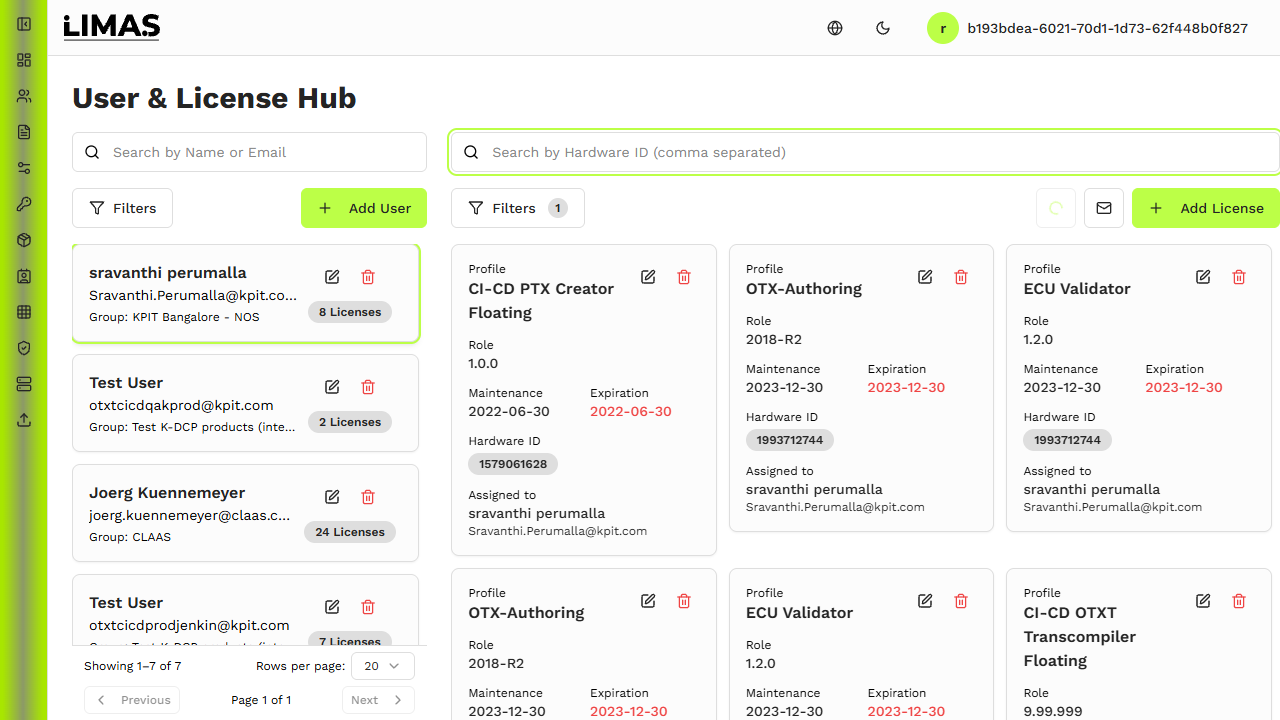 LIMAS
r
b193bdea-6021-70d1-1d73-62f448b0f827
User & License Hub
Search by Name or Email
Search by Hardware ID (comma separated)
Filters
Add User
Filters
1
Add License
sravanthi perumalla
Sravanthi.Perumalla@kpit.co...
Group: KPIT Bangalore - NOS
8 Licenses
Test User
otxtcicdqakprod@kpit.com
Group: Test K-DCP products (inte...
2 Licenses
Joerg Kuennemeyer
joerg.kuennemeyer@claas.c...
Group: CLAAS
24 Licenses
Test User
otxtcicdprodjenkin@kpit.com
7 Licenses
Showing 1–7 of 7
Rows per page:
20
Previous
Page 1 of 1
Next
Profile
CI-CD PTX Creator
Floating
Role
1.0.0
Maintenance
Expiration
2022-06-30
2022-06-30
Hardware ID
1579061628
Assigned to
sravanthi perumalla
Sravanthi.Perumalla@kpit.com
Profile
OTX-Authoring
Role
2018-R2
Maintenance
Expiration
2023-12-30
2023-12-30
Hardware ID
1993712744
Assigned to
sravanthi perumalla
Sravanthi.Perumalla@kpit.com
Profile
ECU Validator
Role
1.2.0
Maintenance
Expiration
2023-12-30
2023-12-30
Hardware ID
1993712744
Assigned to
sravanthi perumalla
Sravanthi.Perumalla@kpit.com
Profile
OTX-Authoring
Role
2018-R2
Maintenance
Expiration
2023-12-30
2023-12-30
Profile
ECU Validator
Role
1.2.0
Maintenance
Expiration
2023-12-30
2023-12-30
Profile
CI-CD OTXT
Transcompiler
Floating
Role
9.99.999